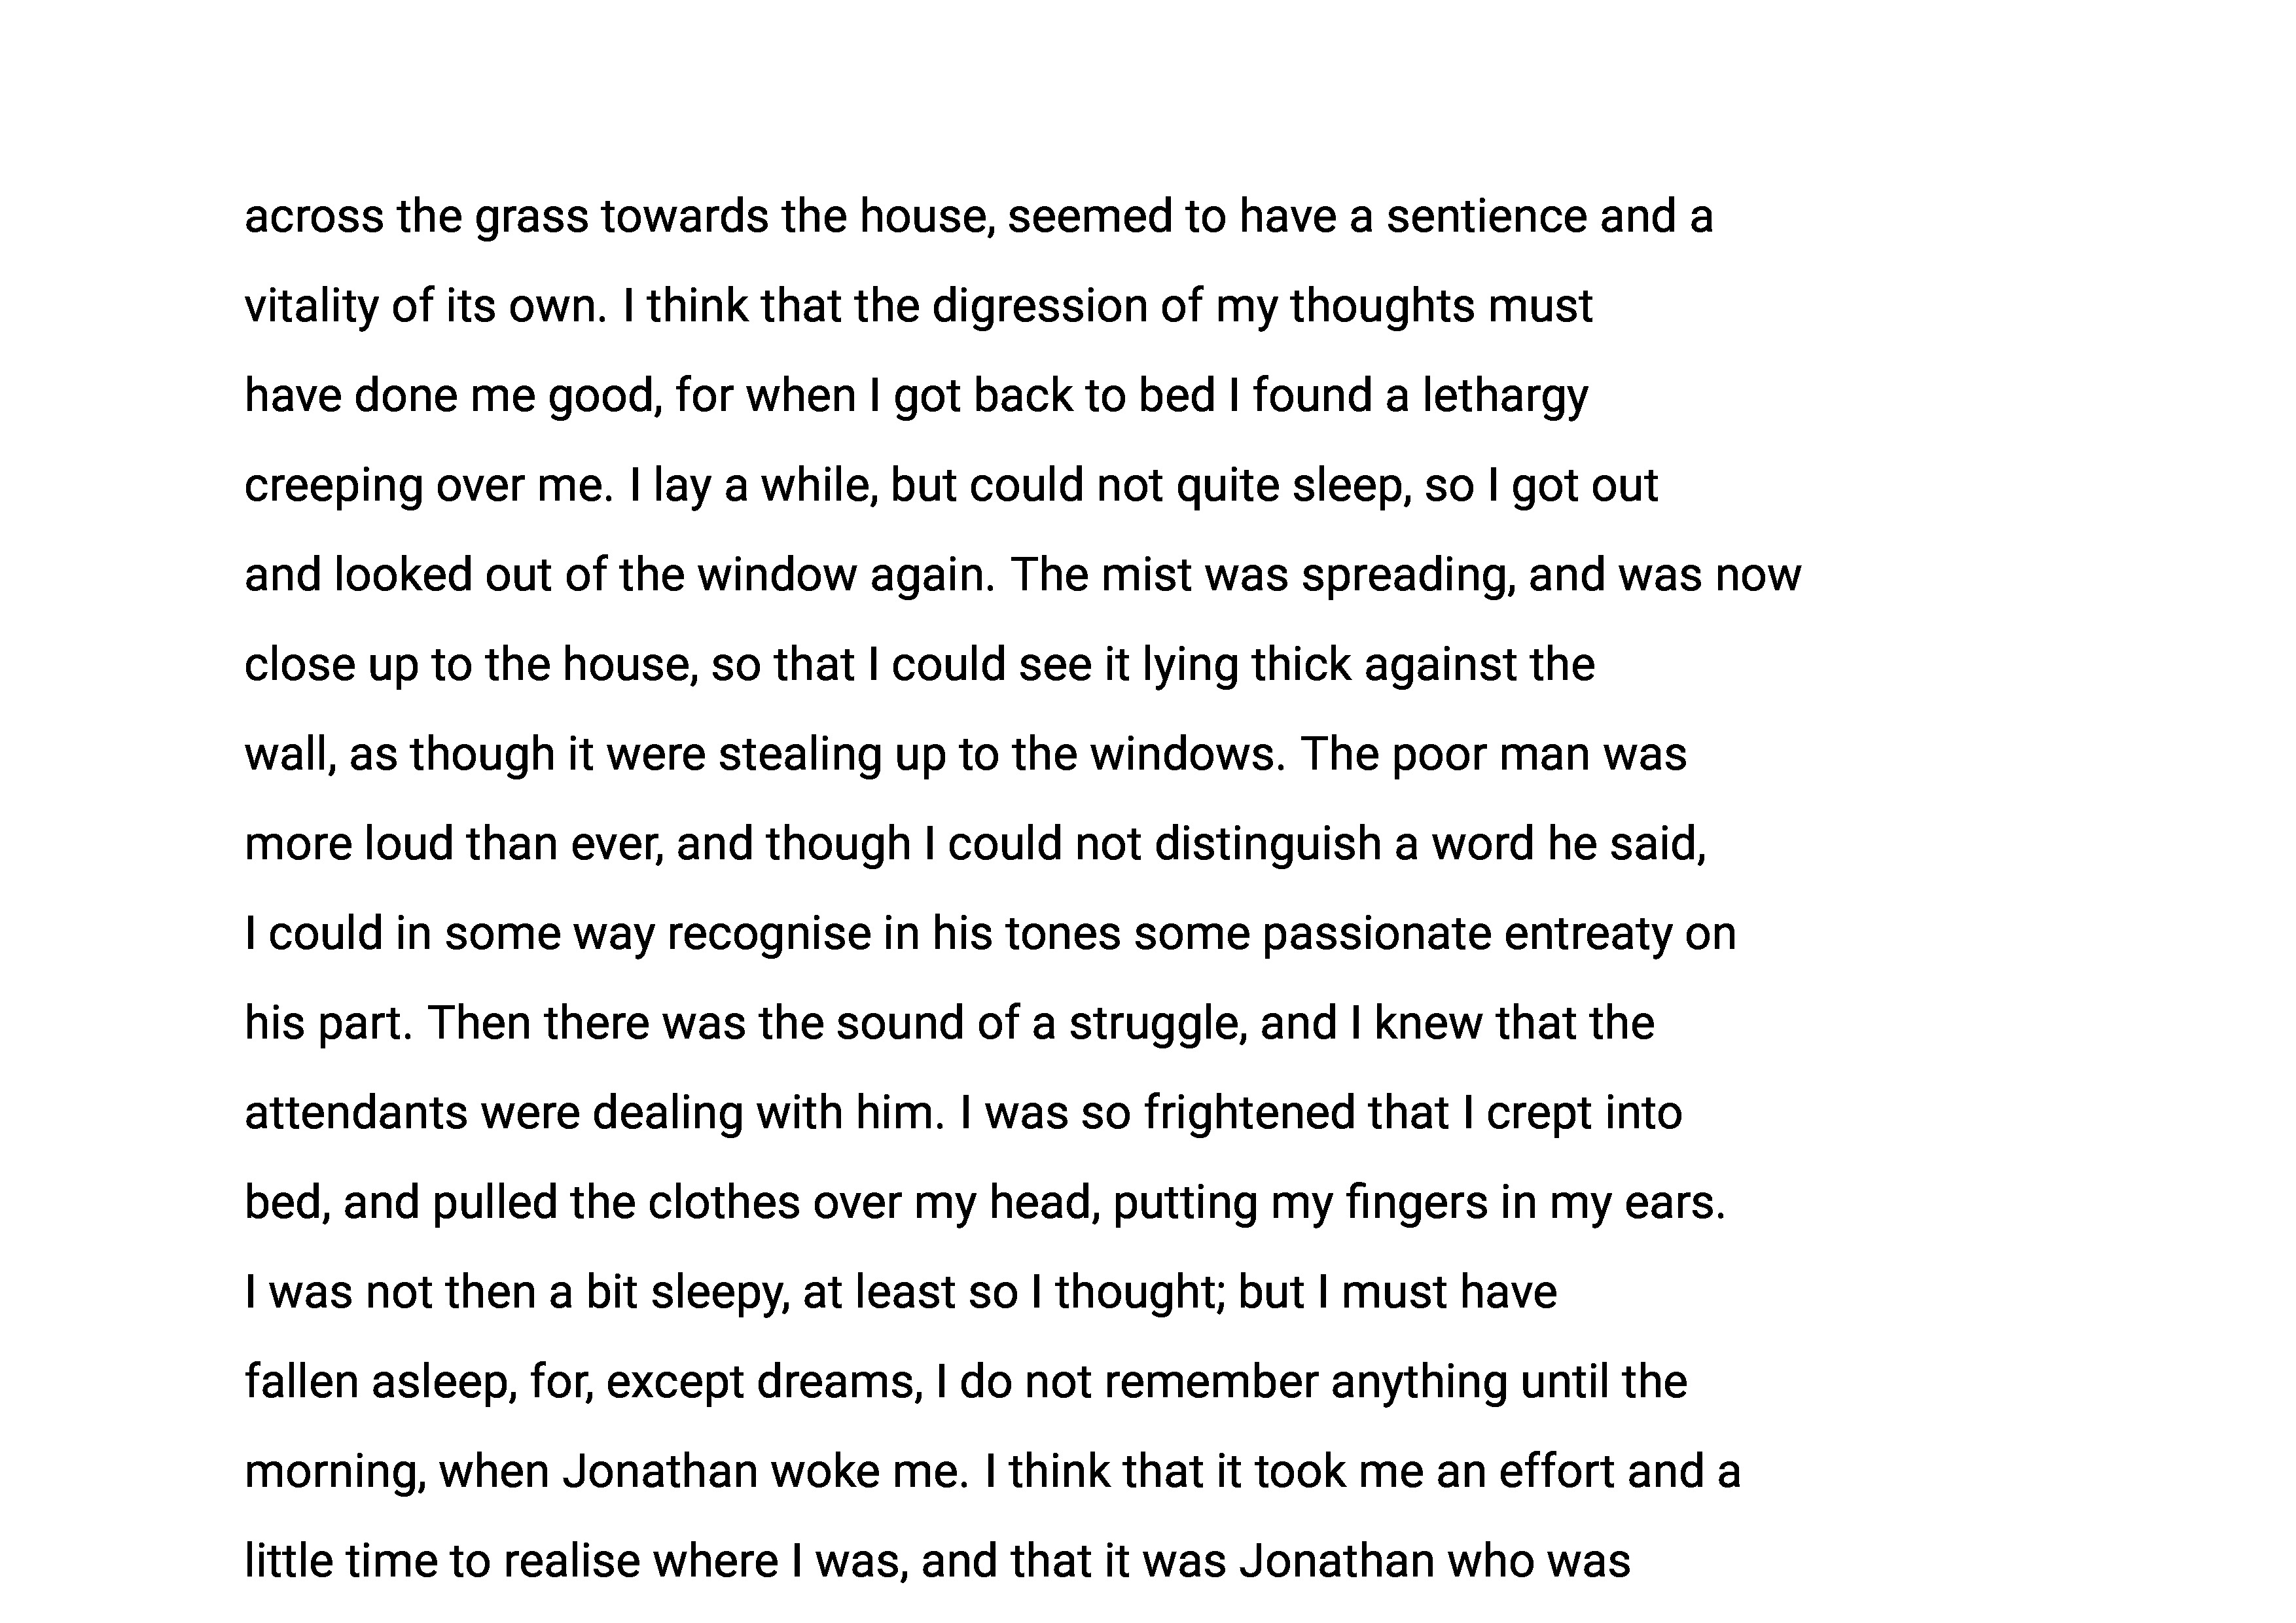 across the grass towards the house, seemed to have a sentience and a
vitality of its own. I think that the digression of my thoughts must
have done me good, for when I got back to bed I found a lethargy
creeping over me. I lay a while, but could not quite sleep, so I got out
and looked out of the window again. The mist was spreading, and was now
close up to the house, so that I could see it lying thick against the
wall, as though it were stealing up to the windows. The poor man was
more loud than ever, and though I could not distinguish a word he said,
I could in some way recognise in his tones some passionate entreaty on
his part. Then there was the sound of a struggle, and I knew that the
attendants were dealing with him. I was so frightened that I crept into
bed, and pulled the clothes over my head, putting my fingers in my ears.
I was not then a bit sleepy, at least so I thought; but I must have
fallen asleep, for, except dreams, I do not remember anything until the
morning, when Jonathan woke me. I think that it took me an effort and a
little time to realise where I was, and that it was Jonathan who was